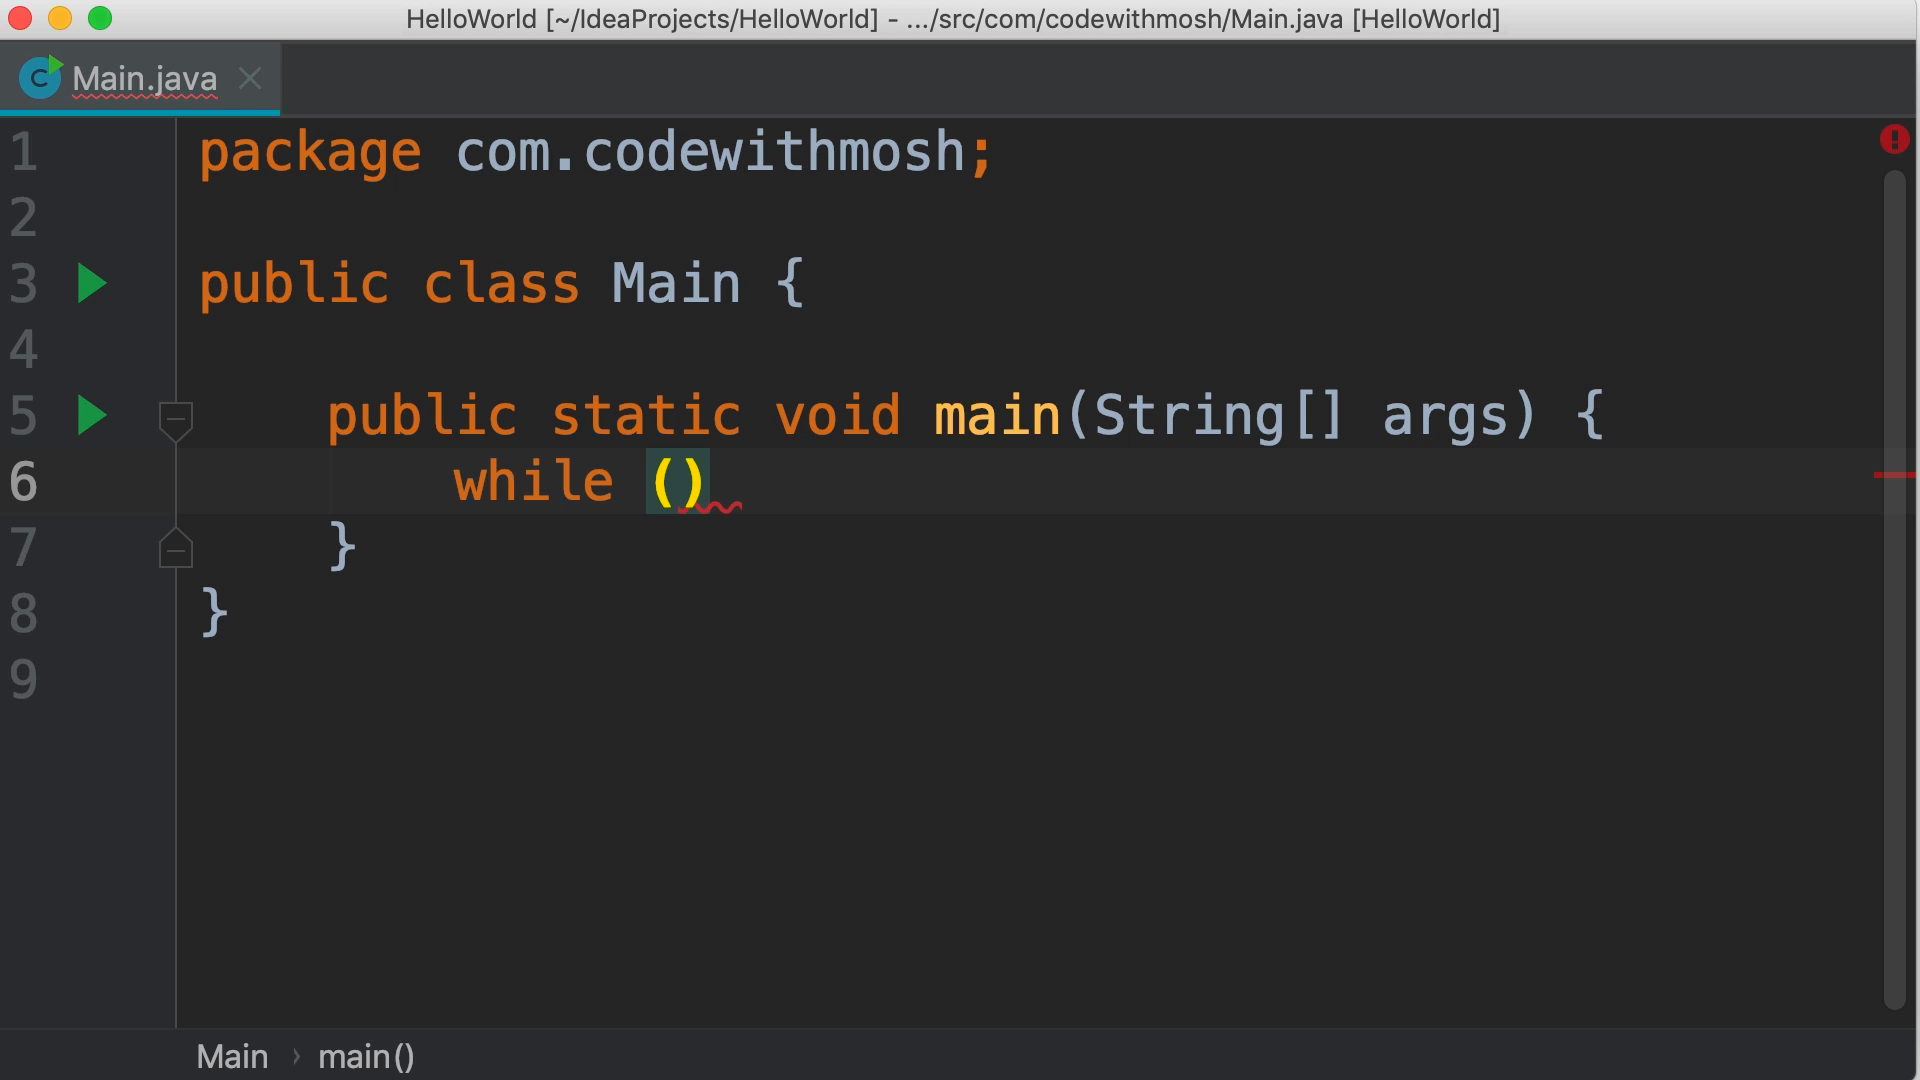 HelloWorld [~/IdeaProjects/HelloWorld] - .../src/com/codewithmosh/Main.java [HelloWorld]
Main.java
1 package com.codewithmosh;
2
3 public class Main {
4
5     public static void main(String[] args) {
6         while ()
7     }
8 }
9
Main › main()